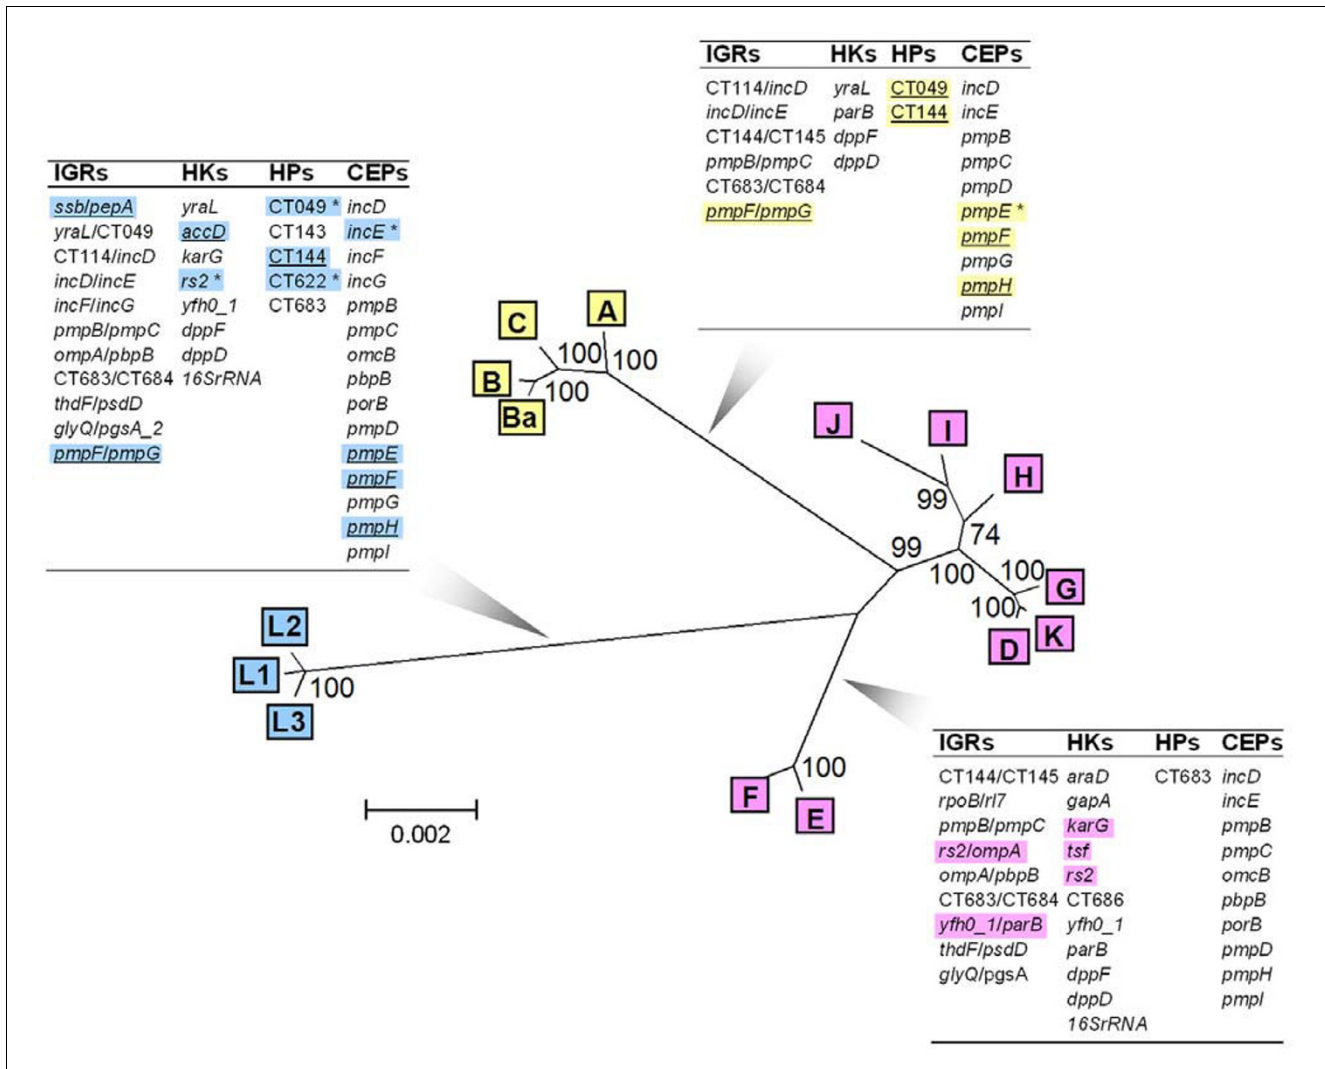 IGRs HKs HPs CEPs
CT114/incD yraL CT049 incD
incD/incE parB CT144 incE
CT144/CT145 dppF pmpB
pmpB/pmpC dppD pmpC
CT683/CT684 pmpD
pmpF/pmpG pmpE *
pmpF
pmpG
pmpH
pmpI
IGRs HKs HPs CEPs
ssb/pepA yraL CT049 * incD
yraL/CT049 accD CT143 incE *
CT114/incD karG CT144 incF
incD/incE rs2 * CT622 * incG
incF/incG yfh0_1 CT683 pmpB
pmpB/pmpC dppF pmpC
ompA/pbpB dppD omcB
CT683/CT684 16SrRNA pbpB
thdF/psdD porB
glyQ/pgsA_2 pmpD
pmpF/pmpG pmpE
pmpF
pmpG
pmpH
pmpI
A
C
100 100
B
100
Ba
J
I
H
99
74
99
100
100
G
100
K
D
L2
L1
100
L3
100
F
E
0.002
IGRs HKs HPs CEPs
CT144/CT145 araD CT683 incD
rpoB/rl7 gapA incE
pmpB/pmpC karG pmpB
rs2/ompA tsf pmpC
ompA/pbpB rs2 omcB
CT683/CT684 CT686 pbpB
yfh0_1/parB yfh0_1 porB
thdF/psdD parB pmpD
glyQ/pgsA dppF pmpH
dppD pmpI
16SrRNA